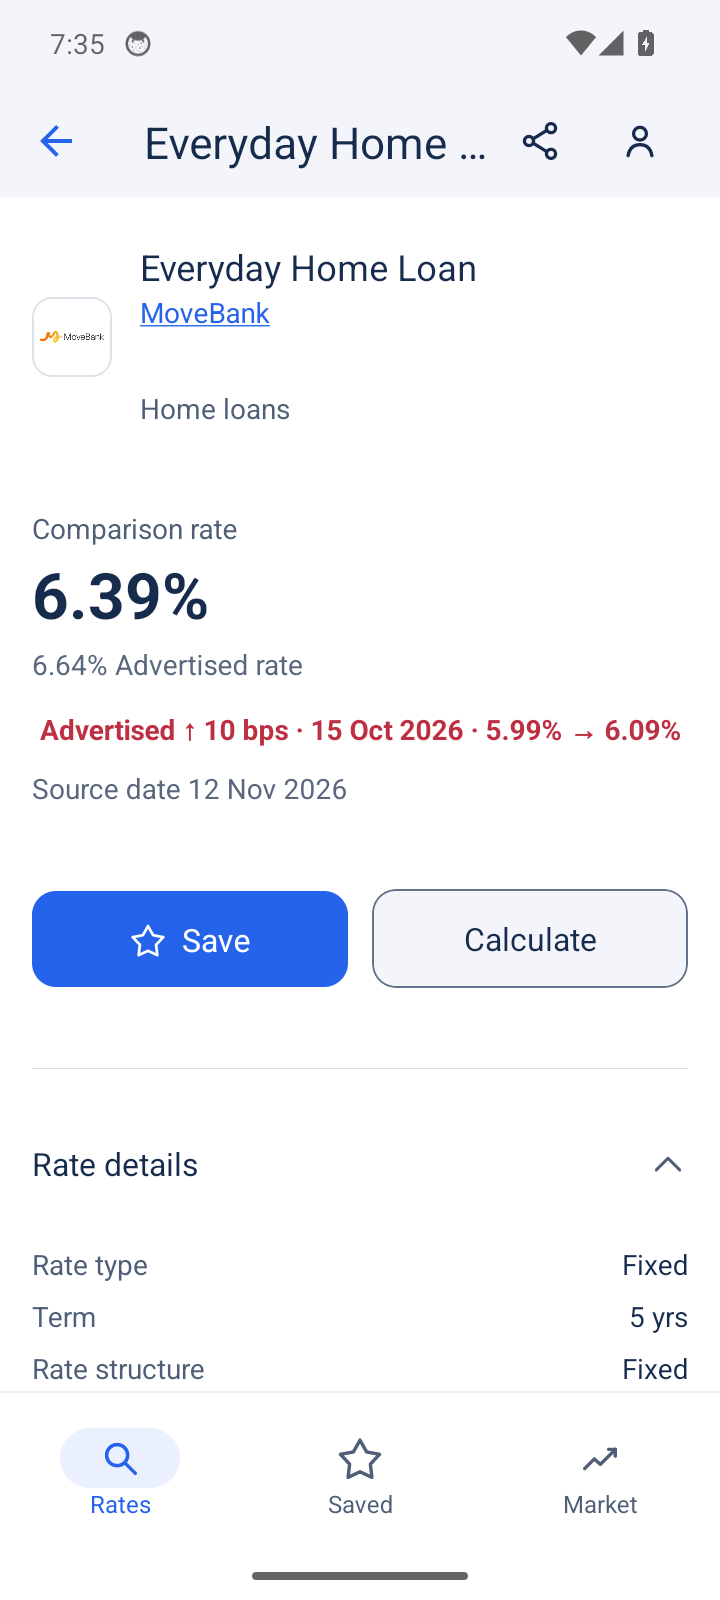 7:35
Everyday Home ...
Everyday Home Loan
MoveBank
MoveBank
Home loans
Comparison rate
6.39%
6.64% Advertised rate
Advertised ↑ 10 bps · 15 Oct 2026 · 5.99% → 6.09%
Source date 12 Nov 2026
Save
Calculate
Rate details
Rate type Fixed
Term 5 yrs
Rate structure Fixed
Rates Saved Market